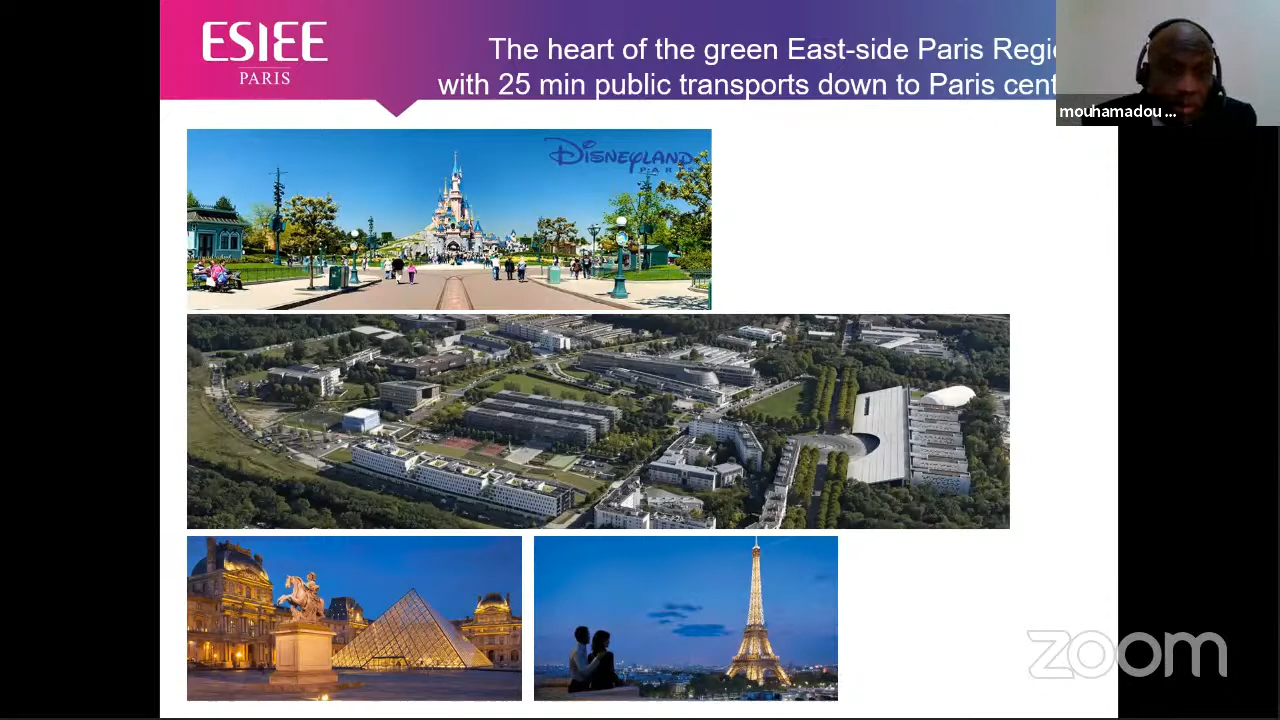 ESIEE
PARIS
The heart of the green East-side Paris Regi
with 25 min public transports down to Paris cent
mouhamadou ...
DISNEYLAND
PARIS
zoom